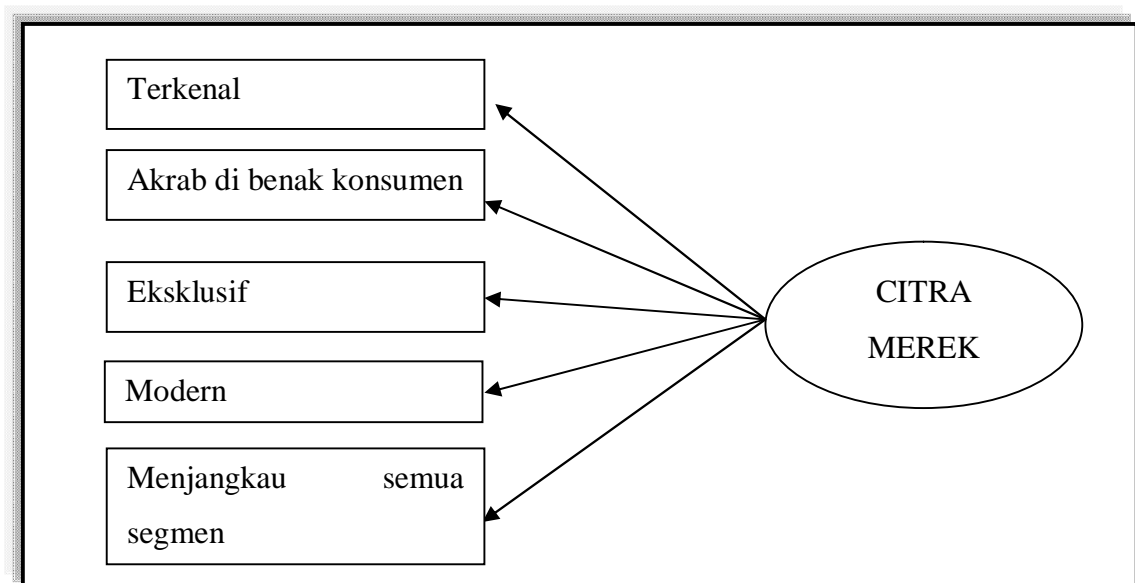 Terkenal
Akrab di benak konsumen
Eksklusif
Modern
Menjangkau semua
segmen
CITRA
MEREK